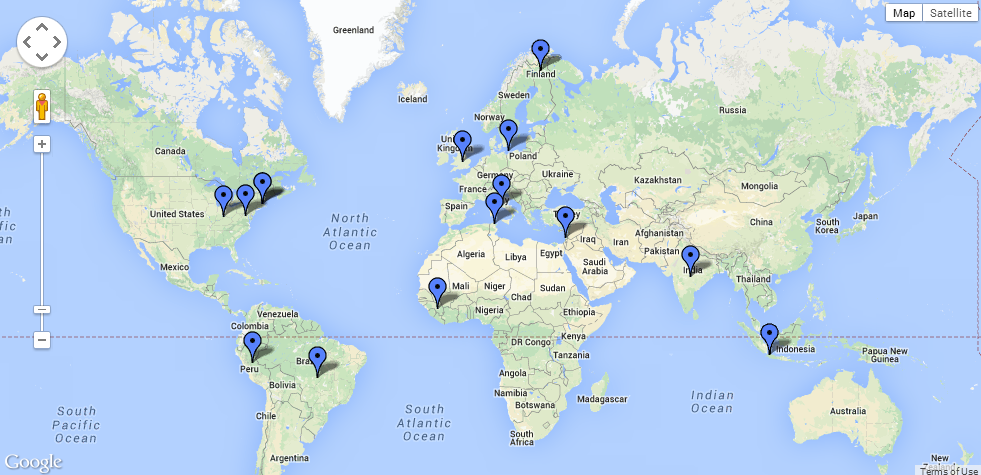 Map
Satellite
Greenland
Iceland
Finland
Sweden
Norway
Russia
Canada
Poland
Germany
Ukraine
Kazakhstan
Mongolia
France
United States
Spain
North
Atlantic
Ocean
Japan
South
Korea
China
Afghanistan
Iraq
Iran
Pakistan
Algeria
Libya
Egypt
Saudi
Arabia
India
Mexico
Mali
Niger
Sudan
Chad
Thailand
Nigeria
Ethiopia
Venezuela
Colombia
DR Congo
Kenya
Indonesia
Tanzania
Papua New
Guinea
Peru
Bolivia
Angola
Namibia
Madagascar
Botswana
Indian
Ocean
South
Pacific
Ocean
South
Atlantic
Ocean
Chile
Australia
South
Africa
Argentina
Google
New
Terms of Use